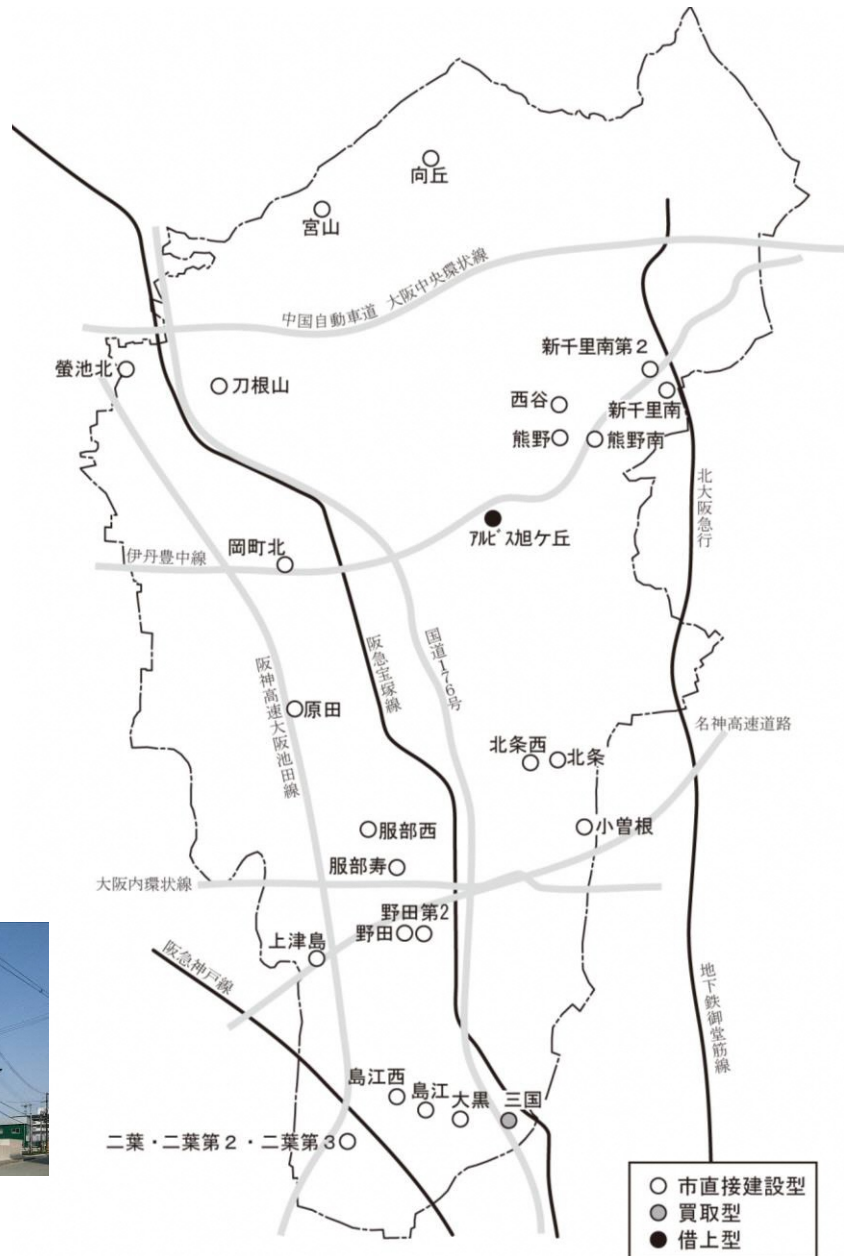 向丘
宮山
中国自動車道 大阪中央環状線
新千里南第2
螢池北
刀根山
西谷
新千里南
熊野
熊野南
北大阪急行
アルビス旭ケ丘
岡町北
伊丹豊中線
阪急宝塚線
国道176号
阪神高速大阪池田線
原田
名神高速道路
北条西
北条
服部西
小曽根
服部寿
大阪内環状線
野田第2
野田
上津島
阪急神戸線
地下鉄御堂筋線
島江西
島江
大黒
三国
二葉・二葉第2・二葉第3
市直接建設型
買取型
借上型